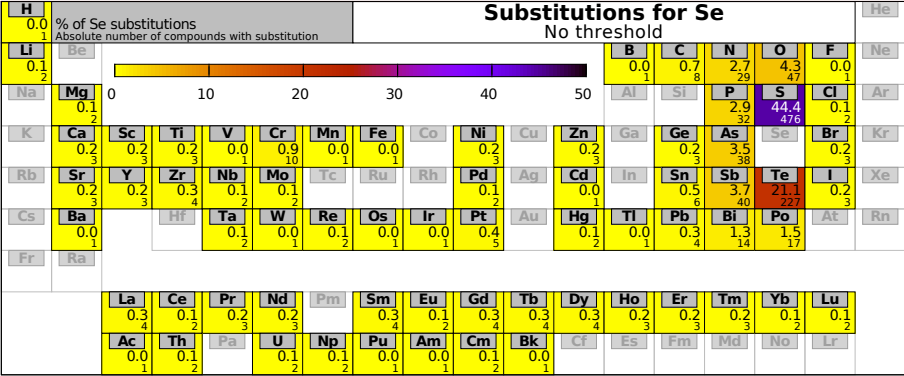 H He
0.0
1
% of Se substitutions
Absolute number of compounds with substitution
Substitutions for Se
No threshold
Li Be B C N O F Ne
0.1 0.0 0.7 2.7 4.3 0.0
2 1 8 29 47 1
0 10 20 30 40 50
Na Mg Al Si P S Cl Ar
0.1 2.9 44.4 0.1
2 32 476 2
K Ca Sc Ti V Cr Mn Fe Co Ni Cu Zn Ga Ge As Se Br Kr
0.2 0.2 0.2 0.0 0.9 0.0 0.0 0.2 0.2 0.2 3.5 0.2
3 3 3 1 10 1 1 3 3 3 38 3
Rb Sr Y Zr Nb Mo Tc Ru Rh Pd Ag Cd In Sn Sb Te I Xe
0.2 0.2 0.3 0.1 0.1 0.1 0.0 0.5 3.7 21.1 0.2
3 3 4 2 2 2 1 6 40 227 3
Cs Ba Hf Ta W Re Os Ir Pt Au Hg Tl Pb Bi Po At Rn
0.0 0.1 0.0 0.1 0.0 0.0 0.4 0.1 0.0 0.3 1.3 1.5
1 2 1 2 1 1 5 2 1 4 14 17
Fr Ra
La Ce Pr Nd Pm Sm Eu Gd Tb Dy Ho Er Tm Yb Lu
0.3 0.1 0.2 0.2 0.3 0.1 0.3 0.3 0.3 0.2 0.2 0.2 0.1 0.1
4 2 3 3 4 2 4 4 4 3 3 3 2 2
Ac Th Pa U Np Pu Am Cm Bk Cf Es Fm Md No Lr
0.0 0.1 0.1 0.1 0.0 0.0 0.1 0.0
1 2 2 2 1 1 2 1